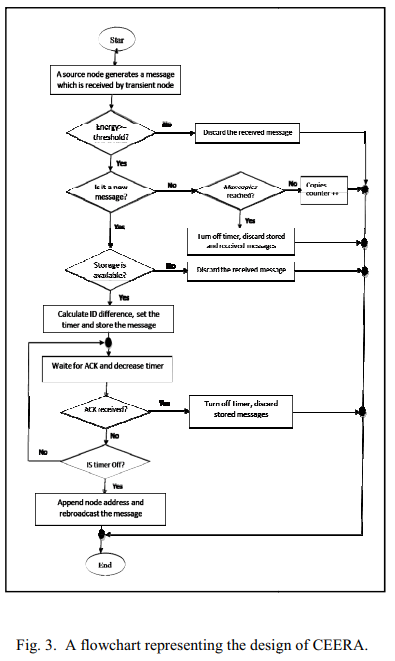 Star
A source node generates a message
which is received by transient node
Energy>=
threshold?
No
Discard the received message
Yes
Is it a new
message?
No
Maxcopies
reached?
No
Copies
counter ++
Yes
Yes
Turn off timer, discard stored
and received messages
Storage is
available?
No
Discard the received message
Yes
Calculate ID difference, set the
timer and store the message
Waite for ACK and decrease timer
ACK received?
Yes
Turn off timer, discard
stored messages
No
No
IS timer Off?
Yes
Append node address and
rebroadcast the message
End
Fig. 3. A flowchart representing the design of CEERA.